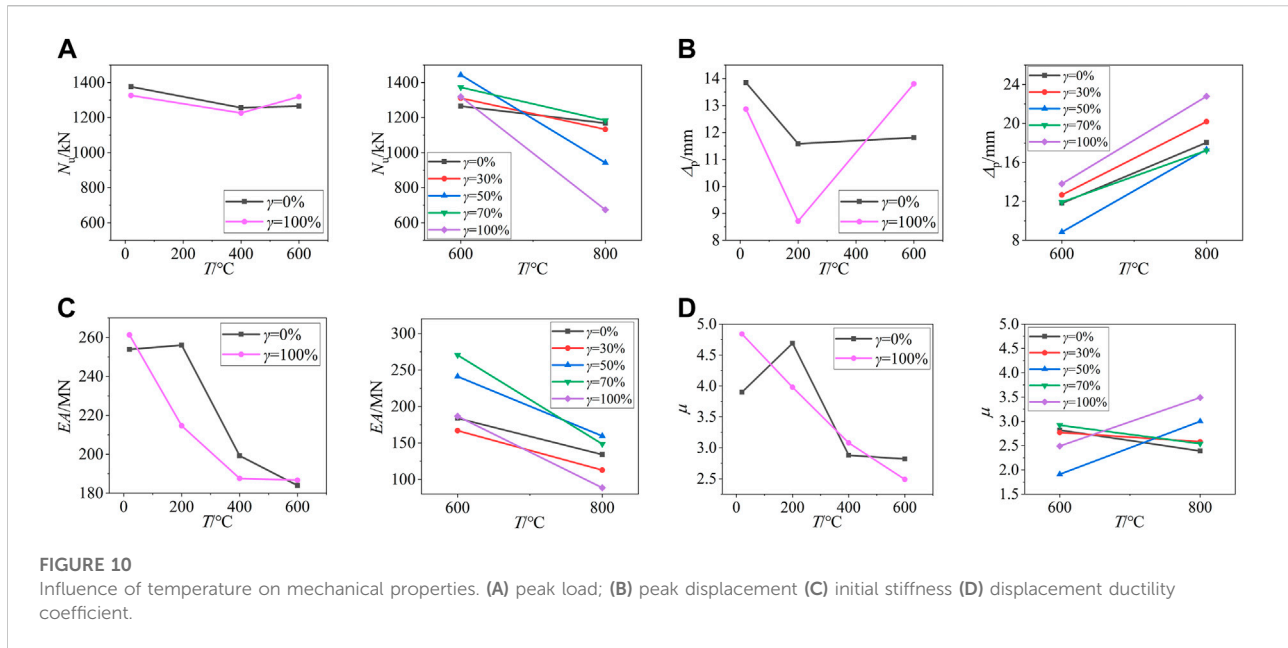 A
B
N_u/kN
1400
1200
1000
800
600
γ=0%
γ=100%
0 200 400 600
T/°C
N_u/kN
1400
1200
1000
800
600
γ=0%
γ=30%
γ=50%
γ=70%
γ=100%
600 800
T/°C
Δ_p/mm
14
13
12
11
10
9
8
γ=0%
γ=100%
0 200 400 600
T/°C
Δ_p/mm
24
20
16
12
8
γ=0%
γ=30%
γ=50%
γ=70%
γ=100%
600 800
T/°C
C
D
EA/MN
260
240
220
200
180
γ=0%
γ=100%
0 200 400 600
T/°C
EA/MN
300
250
200
150
100
γ=0%
γ=30%
γ=50%
γ=70%
γ=100%
600 800
T/°C
μ
5.0
4.5
4.0
3.5
3.0
2.5
γ=0%
γ=100%
0 200 400 600
T/°C
μ
5.0
4.5
4.0
3.5
3.0
2.5
2.0
1.5
γ=0%
γ=30%
γ=50%
γ=70%
γ=100%
600 800
T/°C
FIGURE 10
Influence of temperature on mechanical properties. (A) peak load; (B) peak displacement (C) initial stiffness (D) displacement ductility
coefficient.